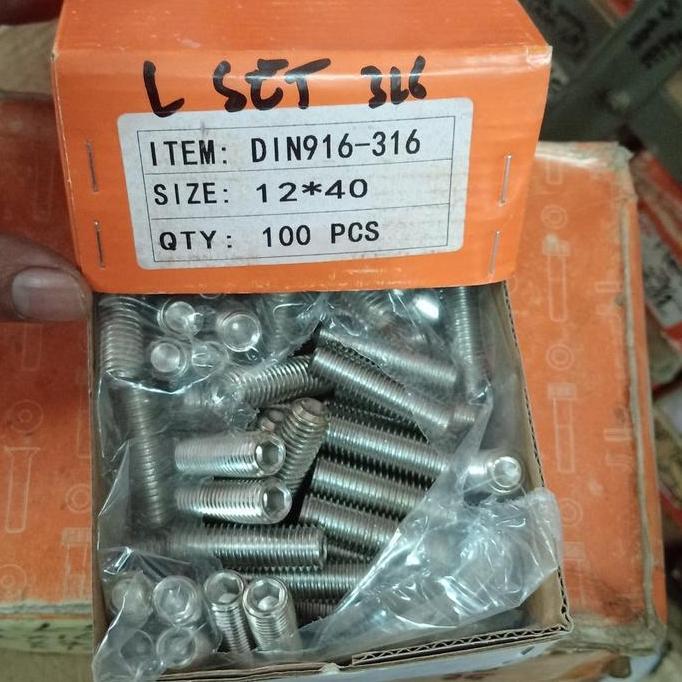 L SET 316
ITEM: DIN916-316
SIZE: 12*40
QTY: 100 PCS